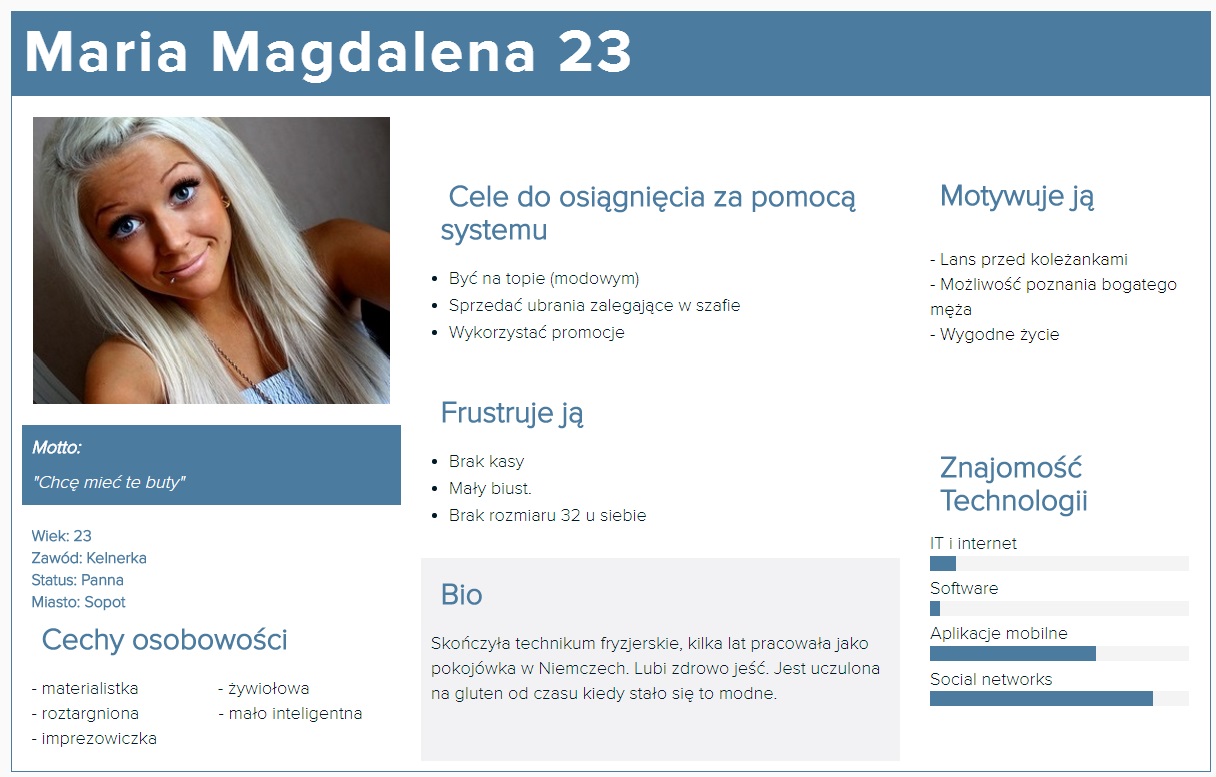 Maria Magdalena 23
Motto:
"Chcę mieć te buty"
Wiek: 23
Zawód: Kelnerka
Status: Panna
Miasto: Sopot
Cechy osobowości
- materialistka
- roztargniona
- imprezowiczka
- żywiołowa
- mało inteligentna
Cele do osiągnięcia za pomocą
systemu
• Być na topie (modowym)
• Sprzedać ubrania zalegające w szafie
• Wykorzystać promocje
Frustruje ją
• Brak kasy
• Mały biust.
• Brak rozmiaru 32 u siebie
Bio
Skończyła technikum fryzjerskie, kilka lat pracowała jako
pokojówka w Niemczech. Lubi zdrowo jeść. Jest uczulona
na gluten od czasu kiedy stało się to modne.
Motywuje ją
- Lans przed koleżankami
- Możliwość poznania bogatego
męża
- Wygodne życie
Znajomość
Technologii
IT i internet
Software
Aplikacje mobilne
Social networks